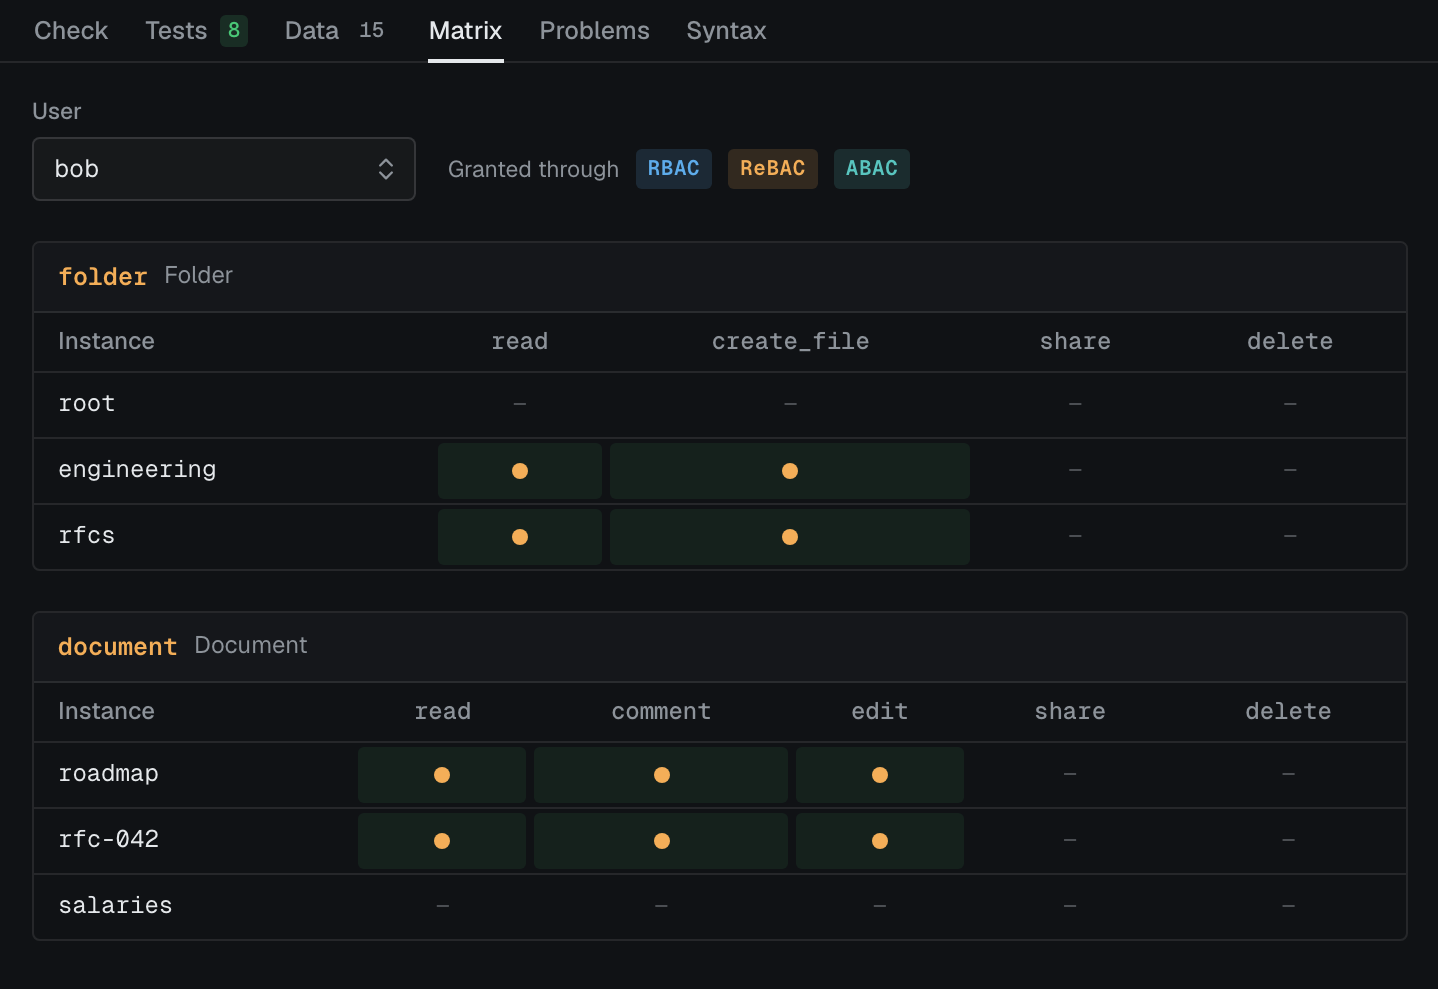 Check Tests 8 Data 15 Matrix Problems Syntax
User
bob Granted through RBAC ReBAC ABAC
folder Folder
Instance read create_file share delete
root – – – –
engineering – –
rfcs – –
document Document
Instance read comment edit share delete
roadmap – –
rfc-042 – –
salaries – – – – –